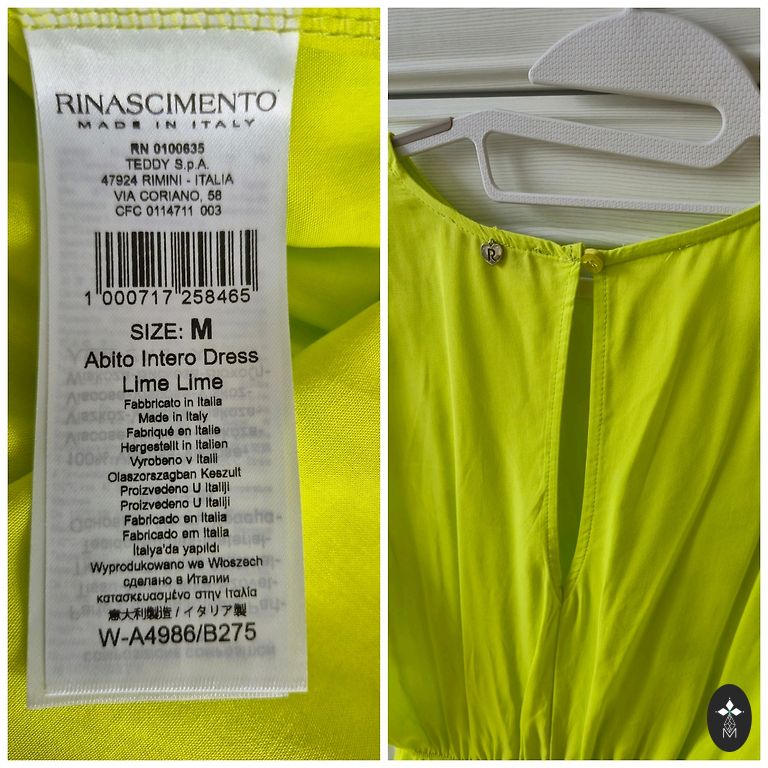 RINASCIMENTO
MADE IN ITALY
RN 0100635
TEDDY S.p.A.
47924 RIMINI - ITALIA
VIA CORIANO, 58
CFC 0114711 003
1 000717 258465
SIZE: M
Abito Intero Dress
Lime Lime
Fabbricato in Italia
Made in Italy
Fabriqué en Italie
Hergestellt in Italien
Vyrobeno v Italii
Olaszorszagban Keszult
Proizvedeno U Italiji
Proizvedeno U Italiji
Fabricado en Italia
Fabricado em Italia
İtalya'da yapıldı
Wyprodukowano we Włoszech
сделано в Италии
κατασκευασμένο στην Ιταλία
意大利製造 / イタリア製
W-A4986/B275
R
M